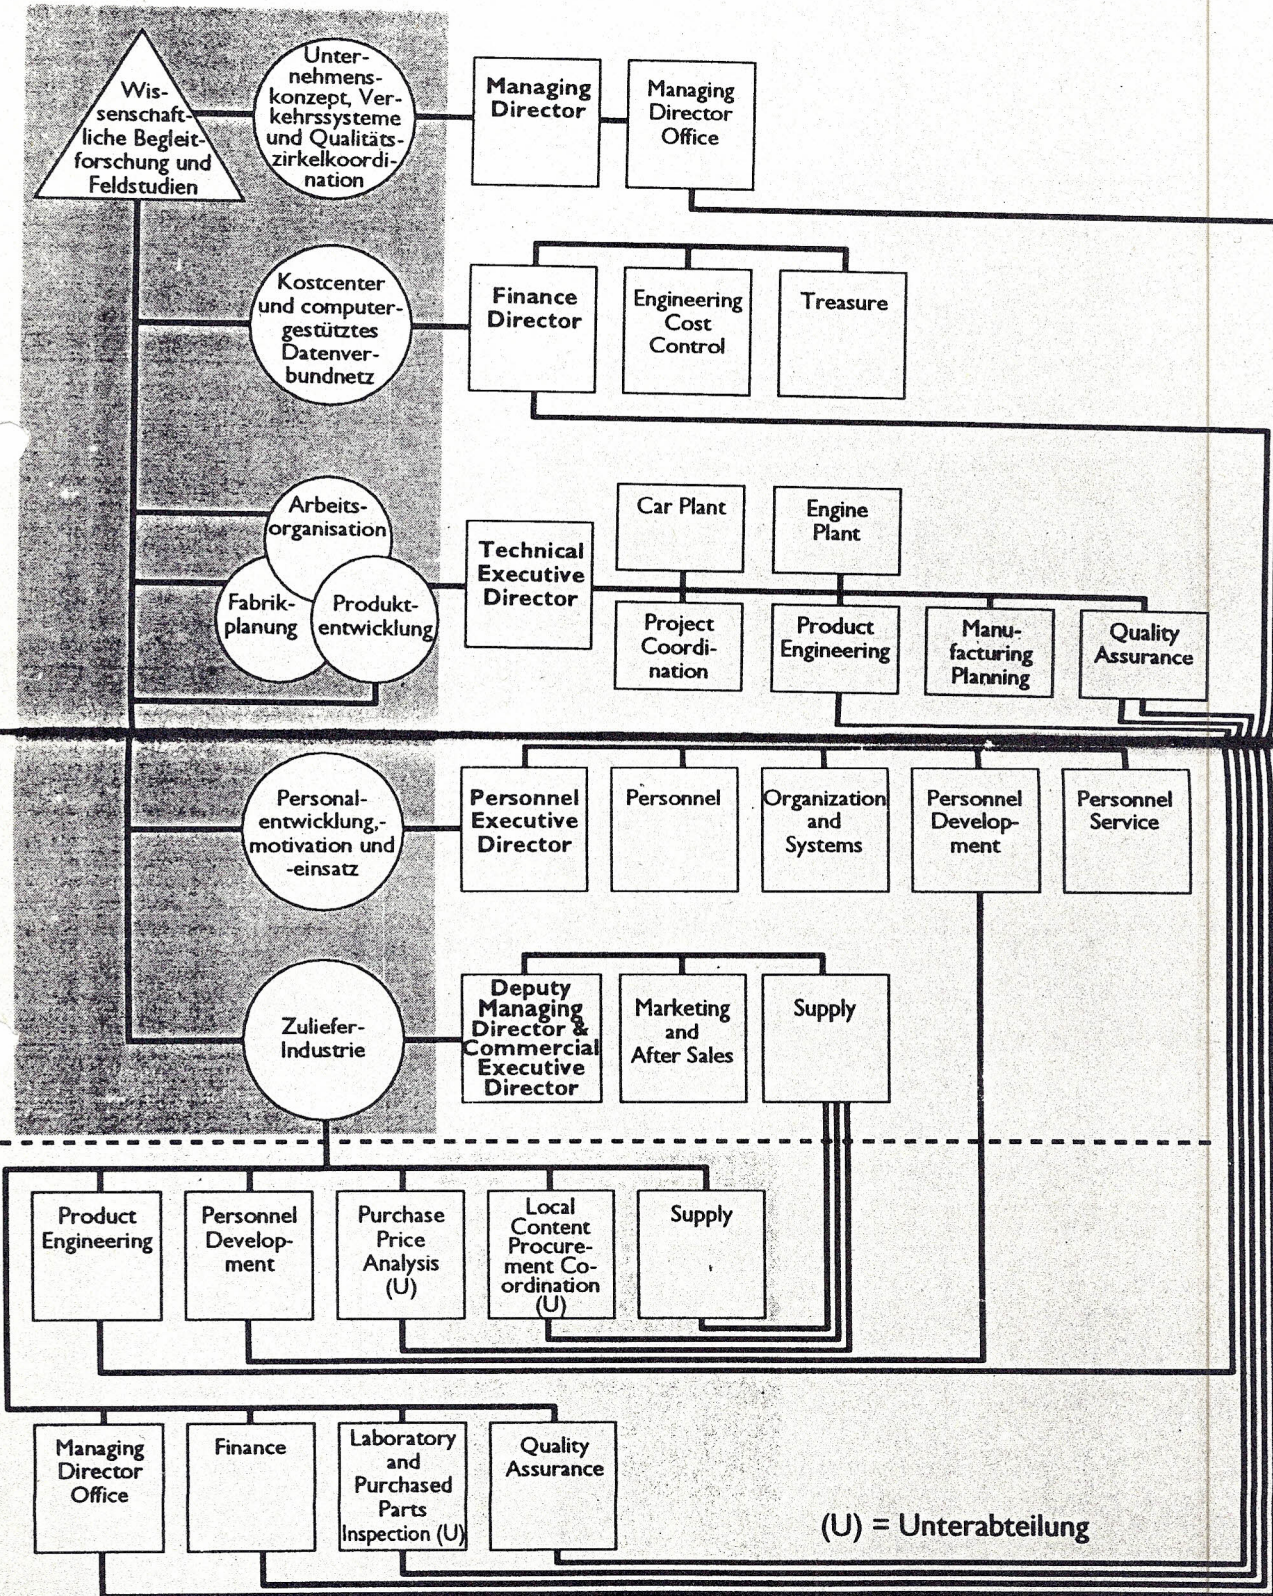 Wis-
senschaft-
liche Begleit-
forschung und
Feldstudien
Unter-
nehmens-
konzept, Ver-
kehrssysteme
und Qualitäts-
zirkelkoordi-
nation
Managing
Director
Managing
Director
Office
Kostcenter
und computer-
gestütztes
Datenver-
bundnetz
Finance
Director
Engineering
Cost
Control
Treasure
Arbeits-
organisation
Fabrik-
planung
Produkt-
entwicklung
Technical
Executive
Director
Car Plant
Engine
Plant
Project
Coordi-
nation
Product
Engineering
Manu-
facturing
Planning
Quality
Assurance
Personal-
entwicklung,-
motivation und
-einsatz
Personnel
Executive
Director
Personnel
Organization
and
Systems
Personnel
Develop-
ment
Personnel
Service
Zuliefer-
Industrie
Deputy
Managing
Director &
Commercial
Executive
Director
Marketing
and
After Sales
Supply
Product
Engineering
Personnel
Develop-
ment
Purchase
Price
Analysis
(U)
Local
Content
Procure-
ment Co-
ordination
(U)
Supply
Managing
Director
Office
Finance
Laboratory
and
Purchased
Parts
Inspection (U)
Quality
Assurance
(U) = Unterabteilung